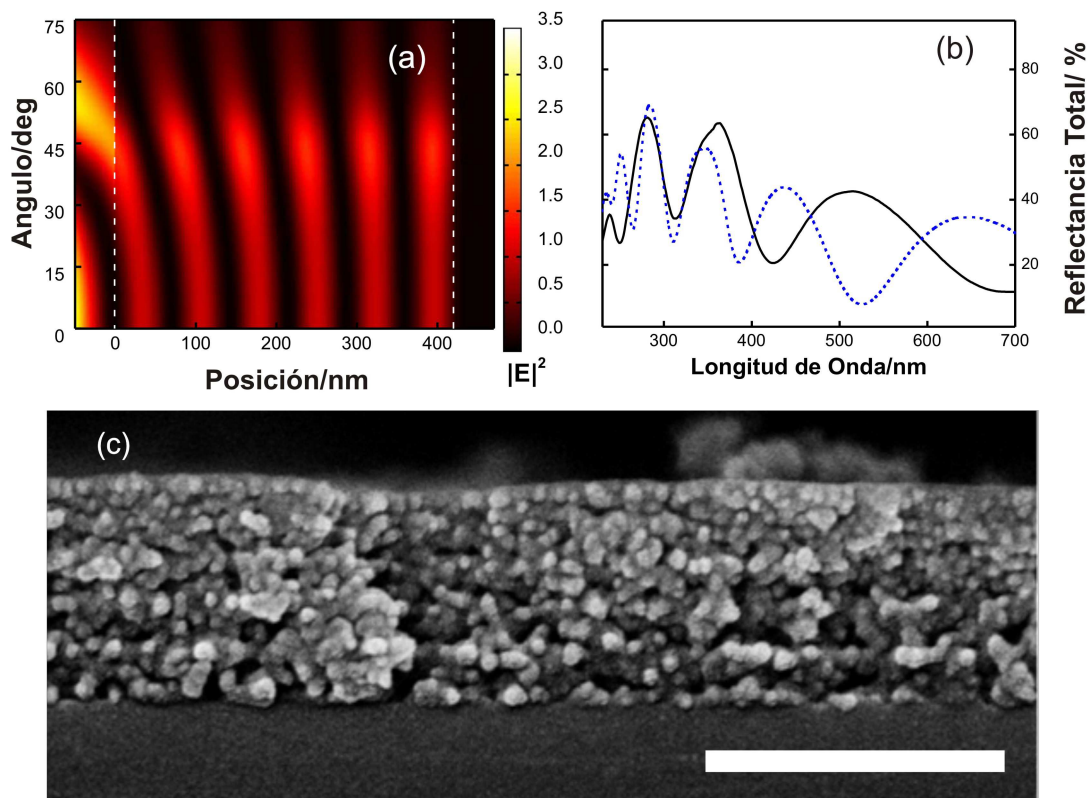 (a)
75
60
45
30
15
0
Angulo/deg
0 100 200 300 400
Posición/nm
3.5
3.0
2.5
2.0
1.5
1.0
0.5
0.0
|E|²
(b)
80
60
40
20
Reflectancia Total/ %
300 400 500 600 700
Longitud de Onda/nm
(c)